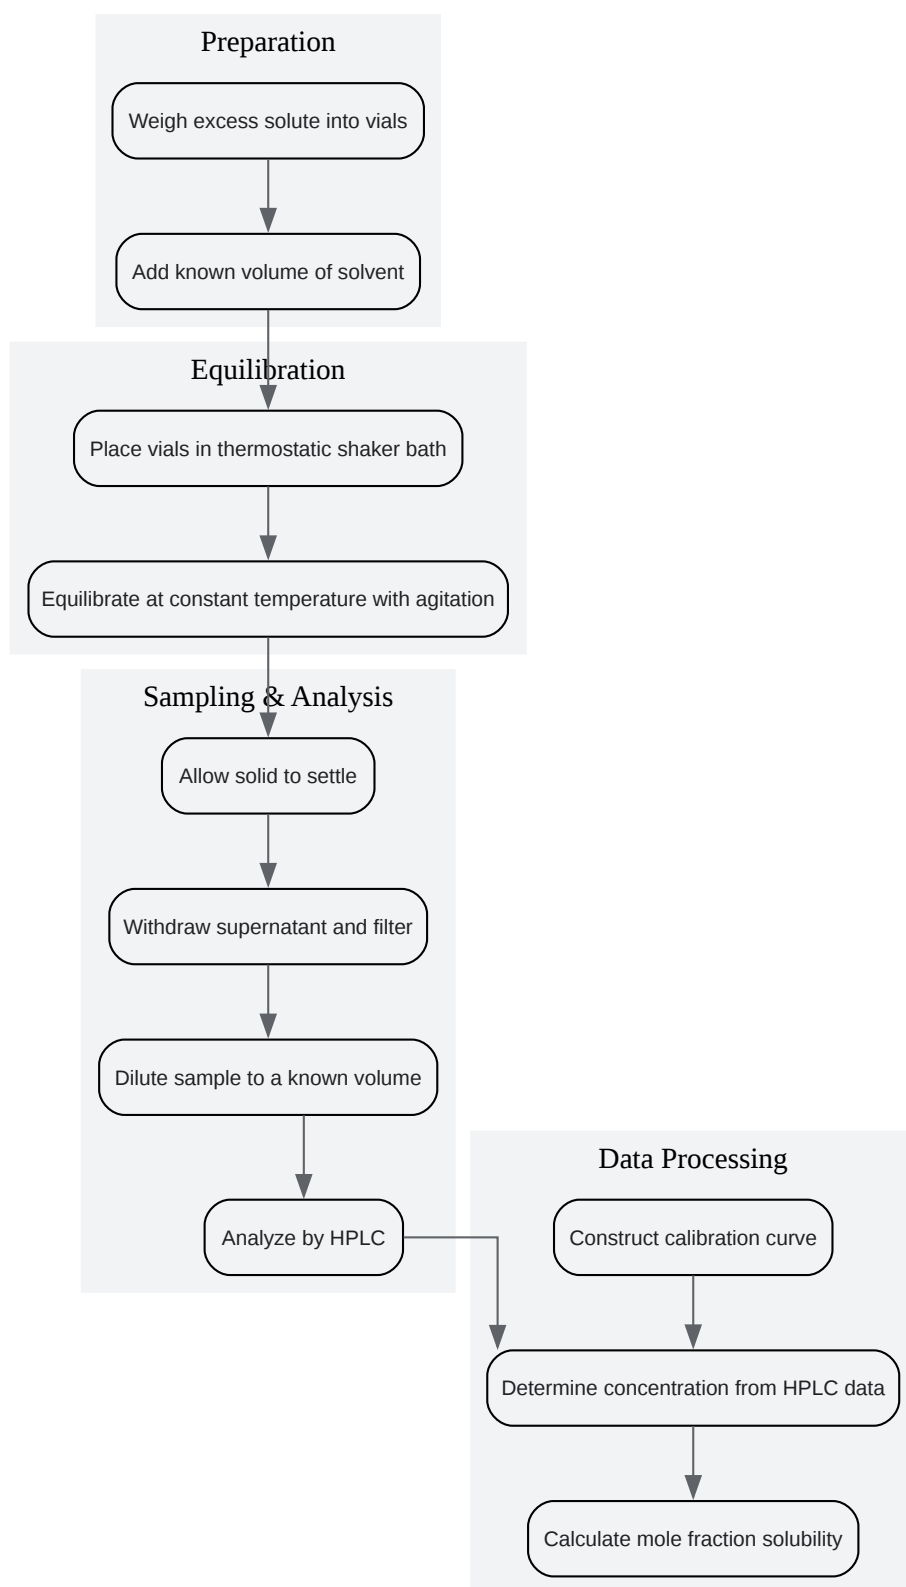 Preparation
Weigh excess solute into vials
Add known volume of solvent
Equilibration
Place vials in thermostatic shaker bath
Equilibrate at constant temperature with agitation
Sampling & Analysis
Allow solid to settle
Withdraw supernatant and filter
Dilute sample to a known volume
Analyze by HPLC
Data Processing
Construct calibration curve
Determine concentration from HPLC data
Calculate mole fraction solubility